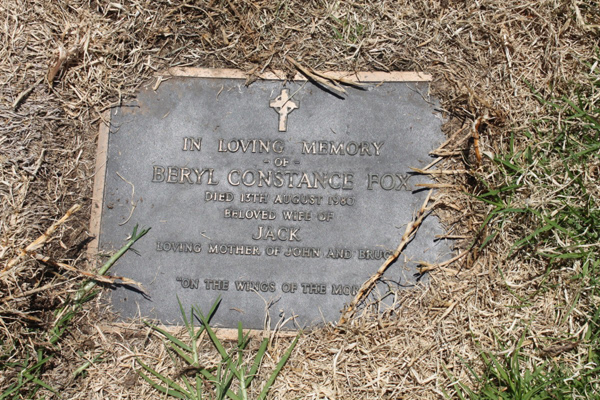 IN LOVING MEMORY
- OF -
BERYL CONSTANCE FOX
DIED 13TH AUGUST 1980
BELOVED WIFE OF
JACK
LOVING MOTHER OF JOHN AND
"ON THE WINGS OF THE